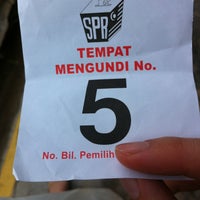 SPR
TEMPAT
MENGUNDI No.
5
No. Bil. Pemilih